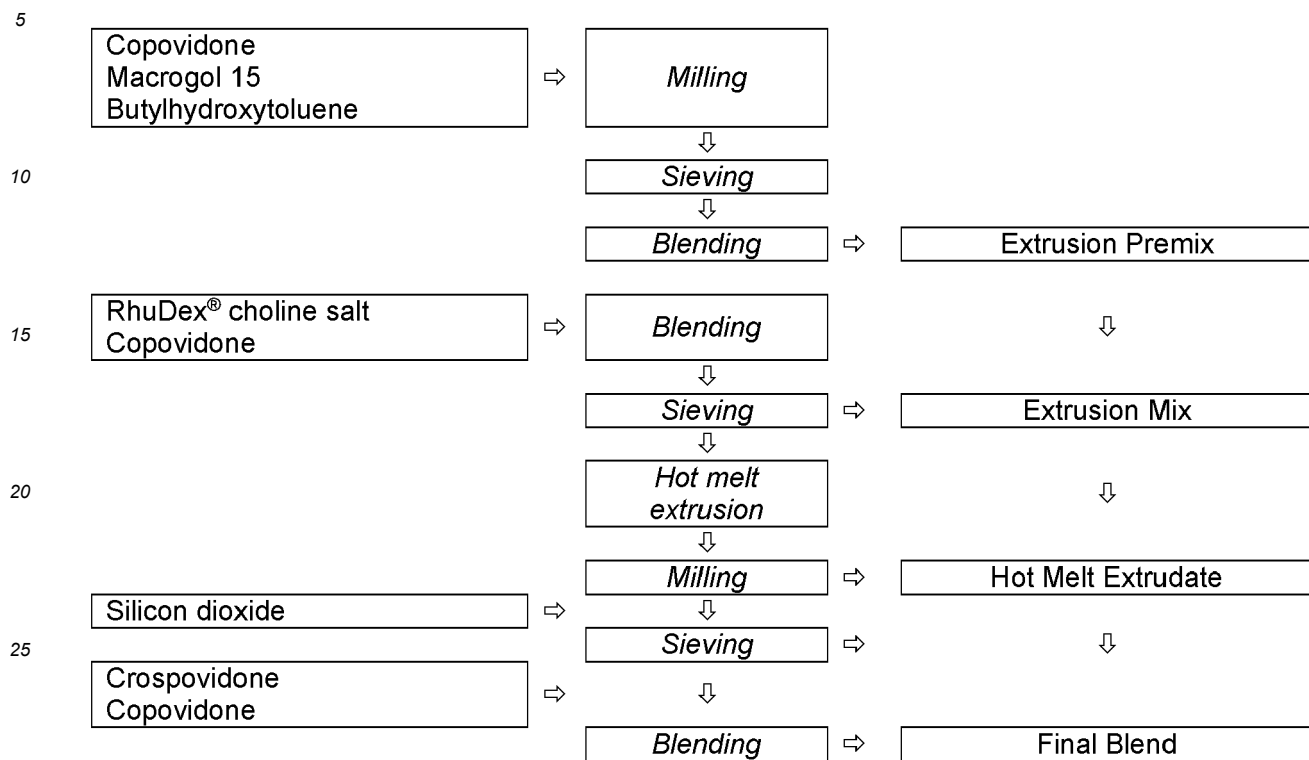 5
Copovidone
Macrogol 15
Butylhydroxytoluene
⇨
Milling
⇩
10
Sieving
⇩
Blending
⇨
Extrusion Premix
RhuDex® choline salt
Copovidone
15
⇨
Blending
⇩
⇩
Sieving
⇨
Extrusion Mix
⇩
20
Hot melt
extrusion
⇩
⇩
Milling
⇨
Hot Melt Extrudate
Silicon dioxide
⇨
⇩
25
Sieving
⇨
⇩
Crospovidone
Copovidone
⇨
⇩
Blending
⇨
Final Blend